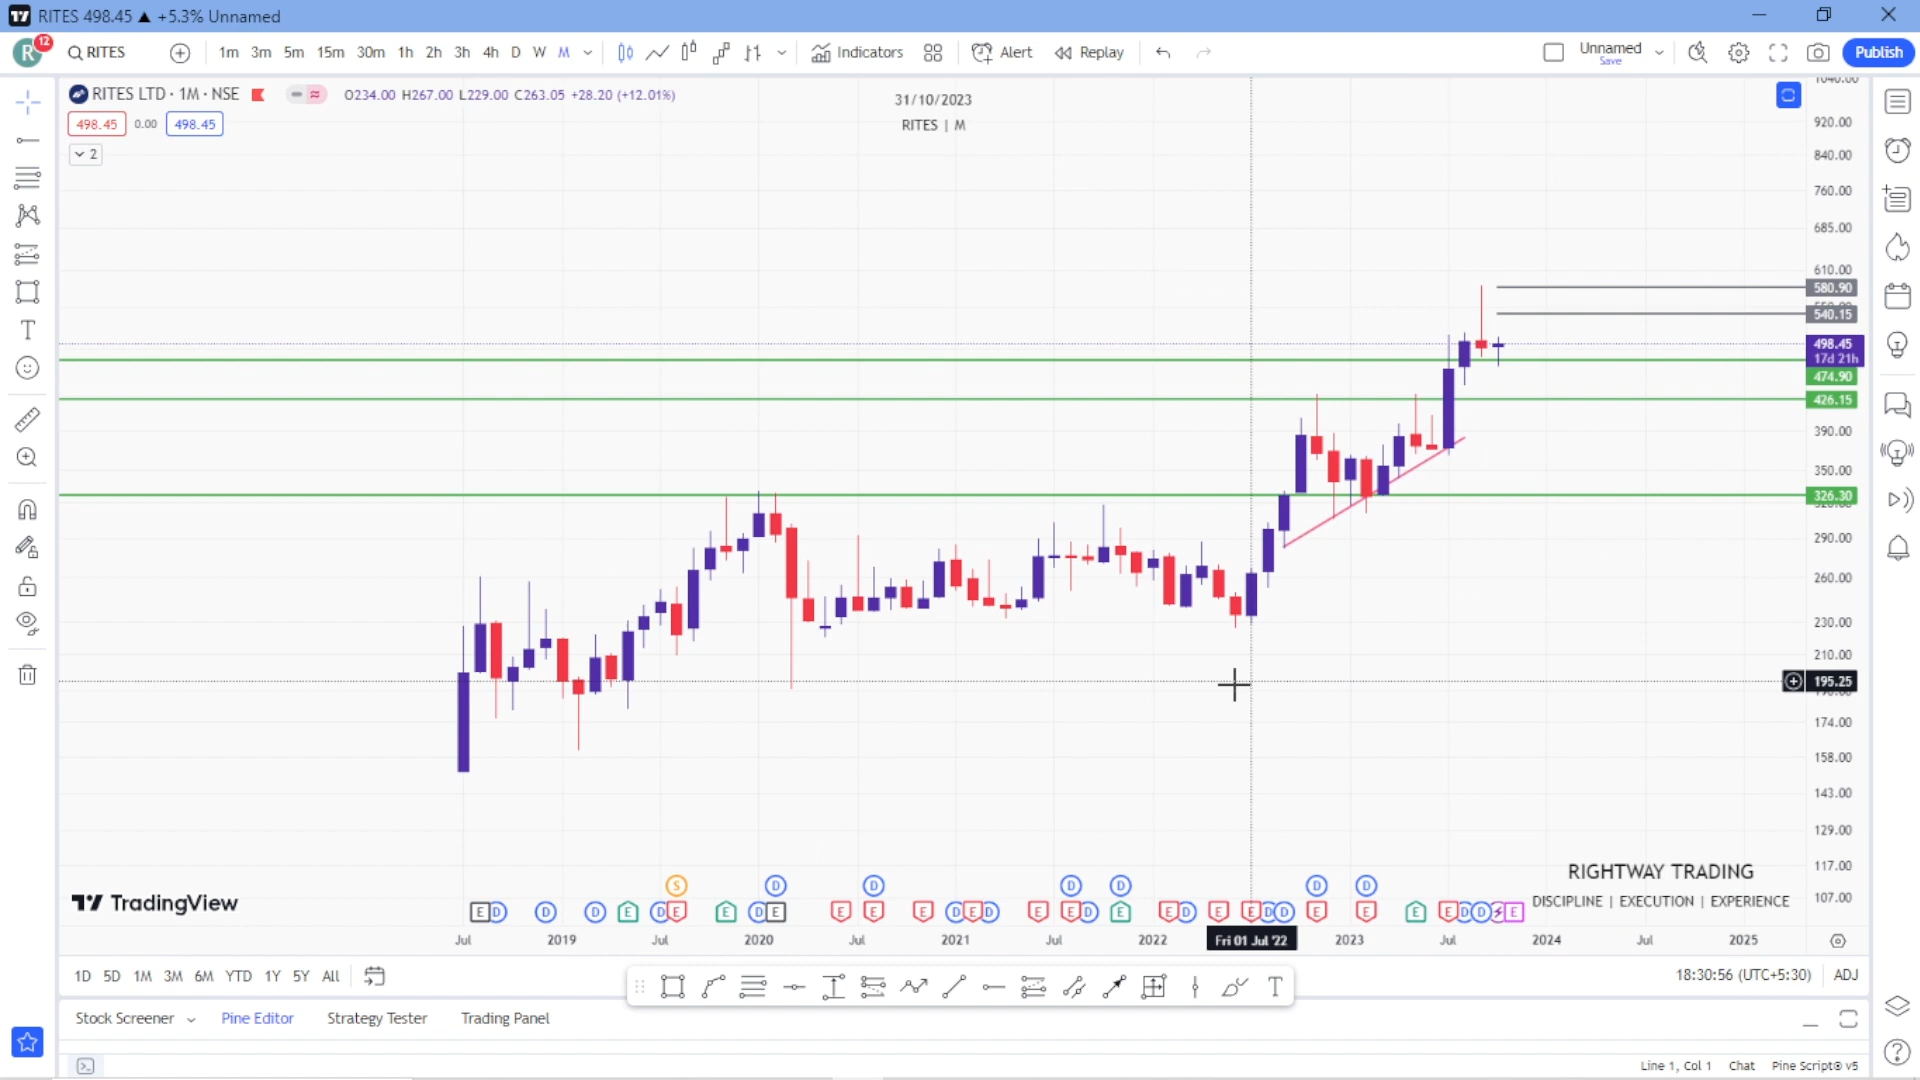 RITES 498.45 ▲ +5.3% Unnamed
R 12 RITES 1m 3m 5m 15m 30m 1h 2h 3h 4h D W M Indicators Alert Replay Unnamed Save Publish
RITES LTD · 1M · NSE O234.00 H267.00 L229.00 C263.05 +28.20 (+12.01%)
498.45 0.00 498.45
2
31/10/2023
RITES | M
1040.00
920.00
840.00
760.00
685.00
610.00
580.90
540.15
498.45
17d 21h
474.90
426.15
390.00
350.00
326.30
290.00
260.00
230.00
210.00
195.25
174.00
158.00
143.00
129.00
117.00
107.00
RIGHTWAY TRADING
DISCIPLINE | EXECUTION | EXPERIENCE
TradingView
S D D D D D D
E D D D E D E E D E E E E D E D E E D E E D E E D D E E E E D D E
Jul 2019 Jul 2020 Jul 2021 Jul 2022 Fri 01 Jul '22 2023 Jul 2024 Jul 2025
1D 5D 1M 3M 6M YTD 1Y 5Y All 18:30:56 (UTC+5:30) ADJ
T
Stock Screener Pine Editor Strategy Tester Trading Panel
Line 1, Col 1 Chat Pine Script® v5